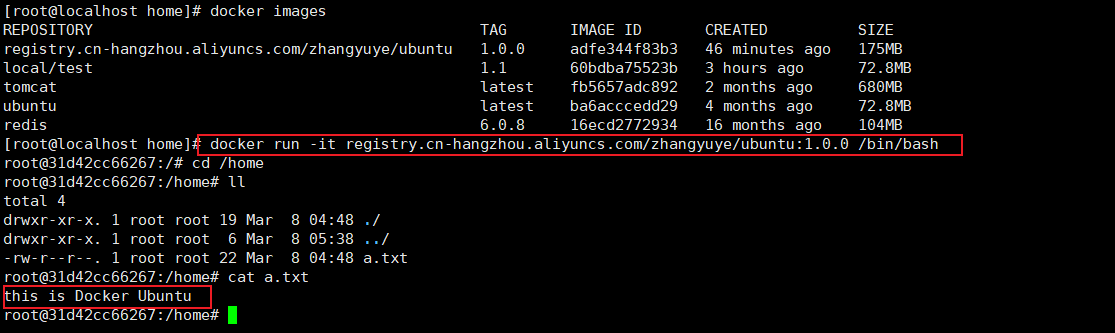 [root@localhost home]# docker images
REPOSITORY TAG IMAGE ID CREATED SIZE
registry.cn-hangzhou.aliyuncs.com/zhangyuye/ubuntu 1.0.0 adfe344f83b3 46 minutes ago 175MB
local/test 1.1 60bdba75523b 3 hours ago 72.8MB
tomcat latest fb5657adc892 2 months ago 680MB
ubuntu latest ba6acccedd29 4 months ago 72.8MB
redis 6.0.8 16ecd2772934 16 months ago 104MB
[root@localhost home]# docker run -it registry.cn-hangzhou.aliyuncs.com/zhangyuye/ubuntu:1.0.0 /bin/bash
root@31d42cc66267:/# cd /home
root@31d42cc66267:/home# ll
total 4
drwxr-xr-x. 1 root root 19 Mar  8 04:48 ./
drwxr-xr-x. 1 root root  6 Mar  8 05:38 ../
-rw-r--r--. 1 root root 22 Mar  8 04:48 a.txt
root@31d42cc66267:/home# cat a.txt
this is Docker Ubuntu
root@31d42cc66267:/home#